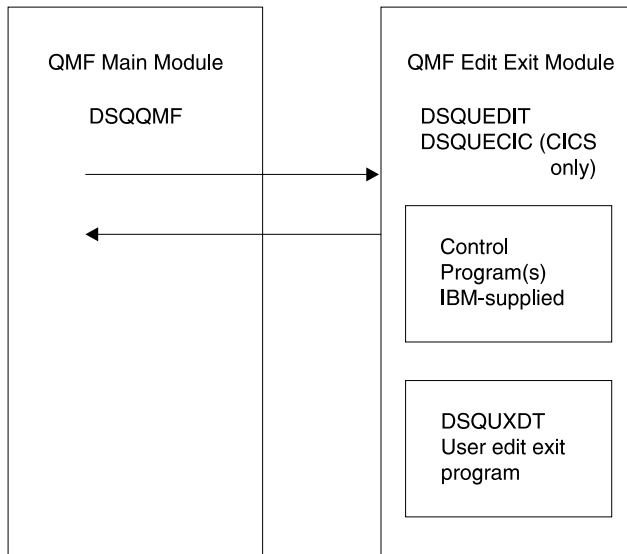 QMF Main Module
DSQQMF
QMF Edit Exit Module
DSQUEDIT
DSQUECIC (CICS
only)
Control
Program(s)
IBM-supplied
DSQUXDT
User edit exit
program